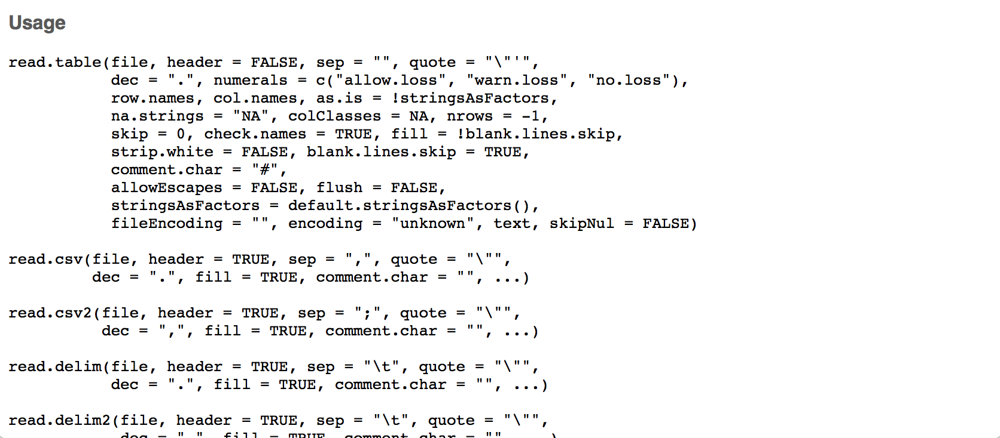 Usage
read.table(file, header = FALSE, sep = "", quote = "\"'",
           dec = ".", numerals = c("allow.loss", "warn.loss", "no.loss"),
           row.names, col.names, as.is = !stringsAsFactors,
           na.strings = "NA", colClasses = NA, nrows = -1,
           skip = 0, check.names = TRUE, fill = !blank.lines.skip,
           strip.white = FALSE, blank.lines.skip = TRUE,
           comment.char = "#",
           allowEscapes = FALSE, flush = FALSE,
           stringsAsFactors = default.stringsAsFactors(),
           fileEncoding = "", encoding = "unknown", text, skipNul = FALSE)
read.csv(file, header = TRUE, sep = ",", quote = "\"",
         dec = ".", fill = TRUE, comment.char = "", ...)
read.csv2(file, header = TRUE, sep = ";", quote = "\"",
          dec = ",", fill = TRUE, comment.char = "", ...)
read.delim(file, header = TRUE, sep = "\t", quote = "\"",
           dec = ".", fill = TRUE, comment.char = "", ...)
read.delim2(file, header = TRUE, sep = "\t", quote = "\"",
            fill = TRUE, comment.char = ""